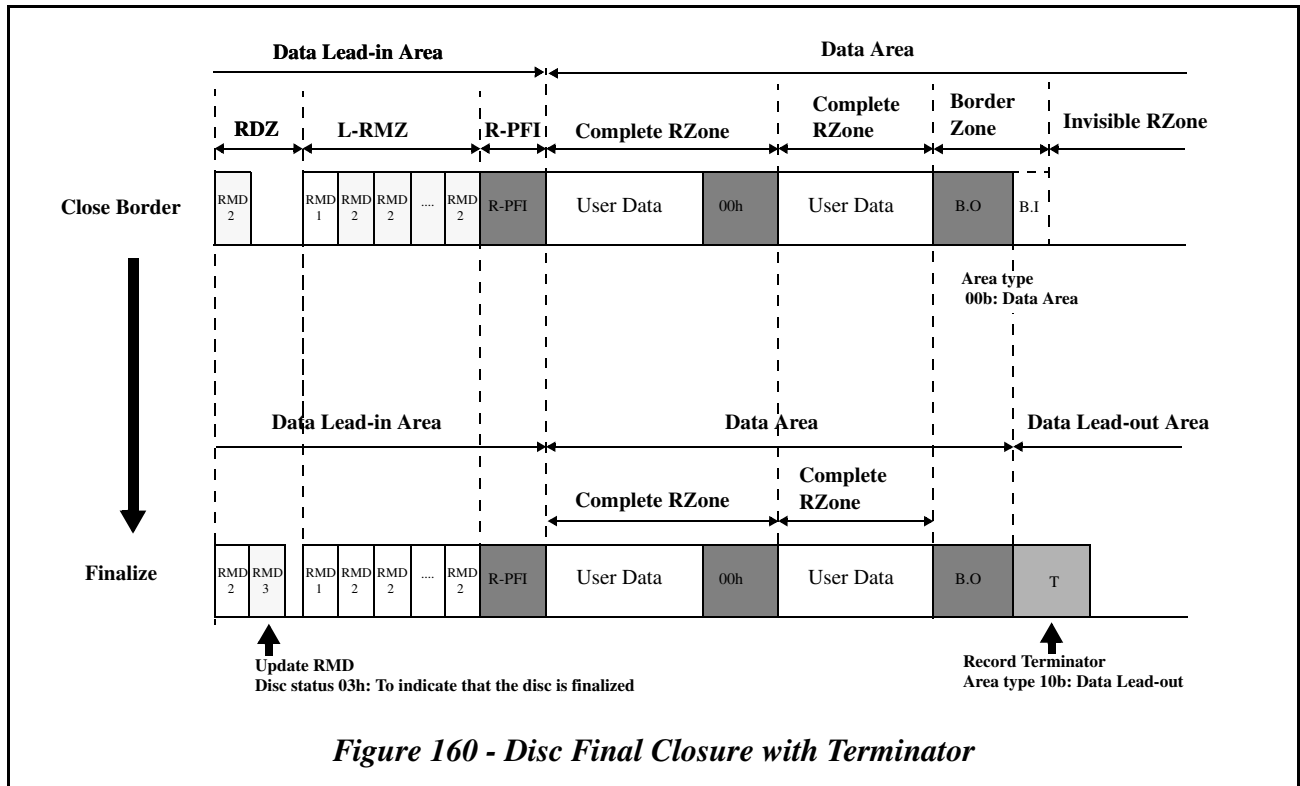 Data Lead-in Area
Data Area
RDZ
L-RMZ
R-PFI
Complete RZone
Complete
RZone
Border
Zone
Invisible RZone
Close Border
RMD
2
RMD
1
RMD
2
RMD
2
....
RMD
2
R-PFI
User Data
00h
User Data
B.O
B.I
Area type
00b: Data Area
Data Lead-in Area
Data Area
Data Lead-out Area
Complete RZone
Complete
RZone
Finalize
RMD
2
RMD
3
RMD
1
RMD
2
RMD
2
....
RMD
2
R-PFI
User Data
00h
User Data
B.O
T
Update RMD
Disc status 03h: To indicate that the disc is finalized
Record Terminator
Area type 10b: Data Lead-out
Figure 160 - Disc Final Closure with Terminator